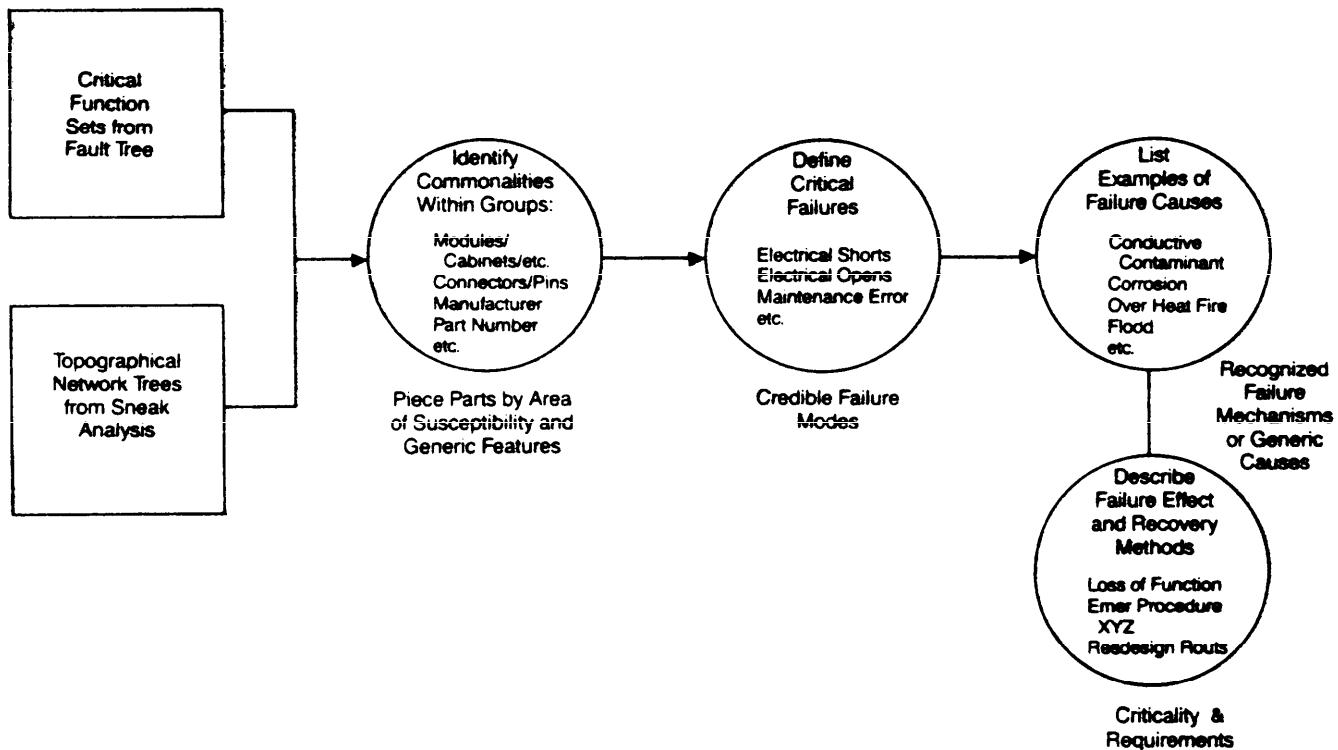 Critical
Function
Sets from
Fault Tree
Topographical
Network Trees
from Sneak
Analysis
Identify
Commonalities
Within Groups:
Modules/
Cabinets/etc.
Connectors/Pins
Manufacturer
Part Number
etc.
Piece Parts by Area
of Susceptibility and
Generic Features
Define
Critical
Failures
Electrical Shorts
Electrical Opens
Maintenance Error
etc.
Credible Failure
Modes
List
Examples of
Failure Causes
Conductive
Contaminant
Corrosion
Over Heat Fire
Flodd
etc.
Recognized
Failure
Mechanisms
or Generic
Causes
Describe
Failure Effect
and Recovery
Methods
Loss of Function
Emer Procedure
XYZ
Reedesign Routs
Criticality &
Requirements